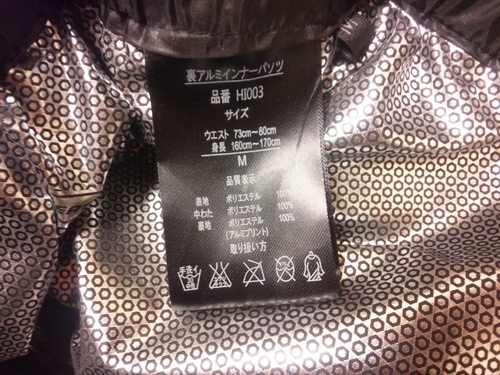 裏アルミインナーパンツ
品番 HI003
サイズ
ウエスト 73cm～80cm
身長 160cm～170cm
M
品質表示
表地 ポリエステル 100%
中わた ポリエステル 100%
裏地 ポリエステル 100%
(アルミプリント)
取り扱い方
手洗イ